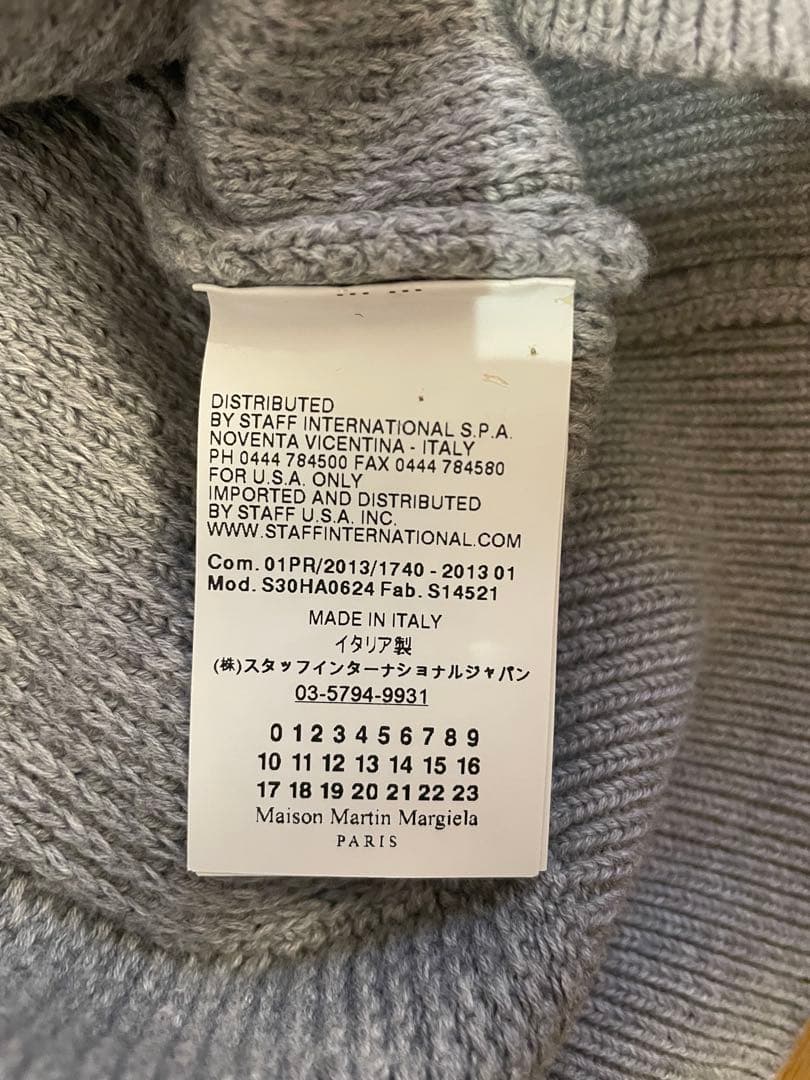 DISTRIBUTED
BY STAFF INTERNATIONAL S.P.A.
NOVENTA VICENTINA - ITALY
PH 0444 784500 FAX 0444 784580
FOR U.S.A. ONLY
IMPORTED AND DISTRIBUTED
BY STAFF U.S.A. INC.
WWW.STAFFINTERNATIONAL.COM
Com. 01PR/2013/1740 - 2013 01
Mod. S30HA0624 Fab. S14521
MADE IN ITALY
イタリア製
(株)スタッフインターナショナルジャパン
03-5794-9931
0 1 2 3 4 5 6 7 8 9
10 11 12 13 14 15 16
17 18 19 20 21 22 23
Maison Martin Margiela
PARIS